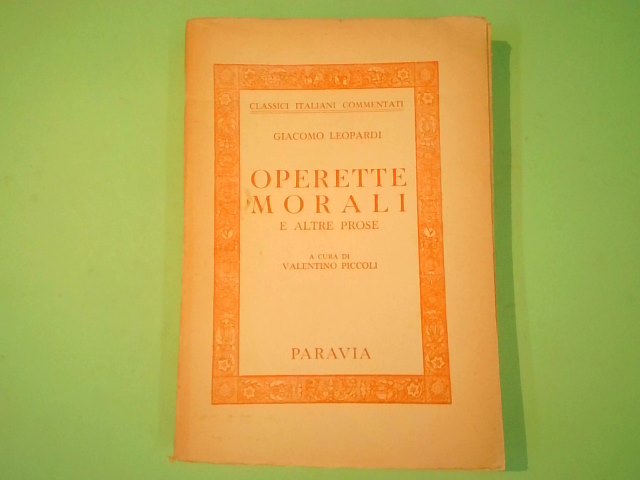 CLASSICI ITALIANI COMMENTATI
GIACOMO LEOPARDI
OPERETTE
MORALI
E ALTRE PROSE
A CURA DI
VALENTINO PICCOLI
PARAVIA